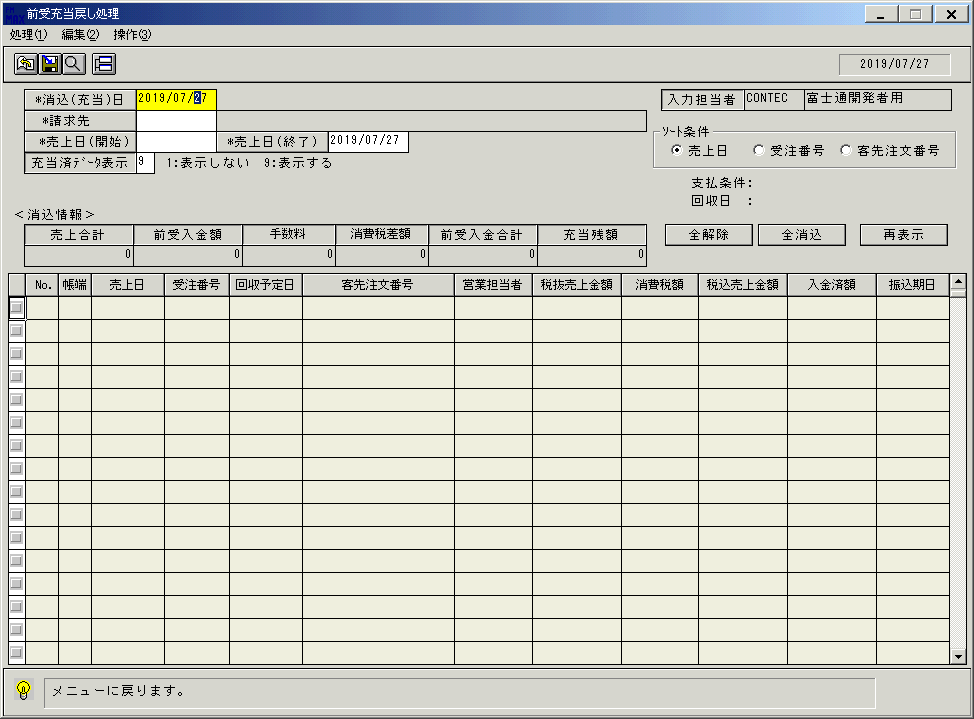 前受充当戻し処理
処理(1) 編集(2) 操作(3)
2019/07/27
*消込(充当)日 2019/07/27
入力担当者 CONTEC 富士通開発者用
*請求先
*売上日(開始) *売上日(終了) 2019/07/27
充当済ﾃﾞｰﾀ表示 9 1:表示しない 9:表示する
ｿｰﾄ条件
売上日 受注番号 客先注文番号
支払条件:
回収日 :
<消込情報>
売上合計 前受入金額 手数料 消費税差額 前受入金合計 充当残額
0 0 0 0 0 0
全解除 全消込 再表示
No. 帳端 売上日 受注番号 回収予定日 客先注文番号 営業担当者 税抜売上金額 消費税額 税込売上金額 入金済額 振込期日
メニューに戻ります。